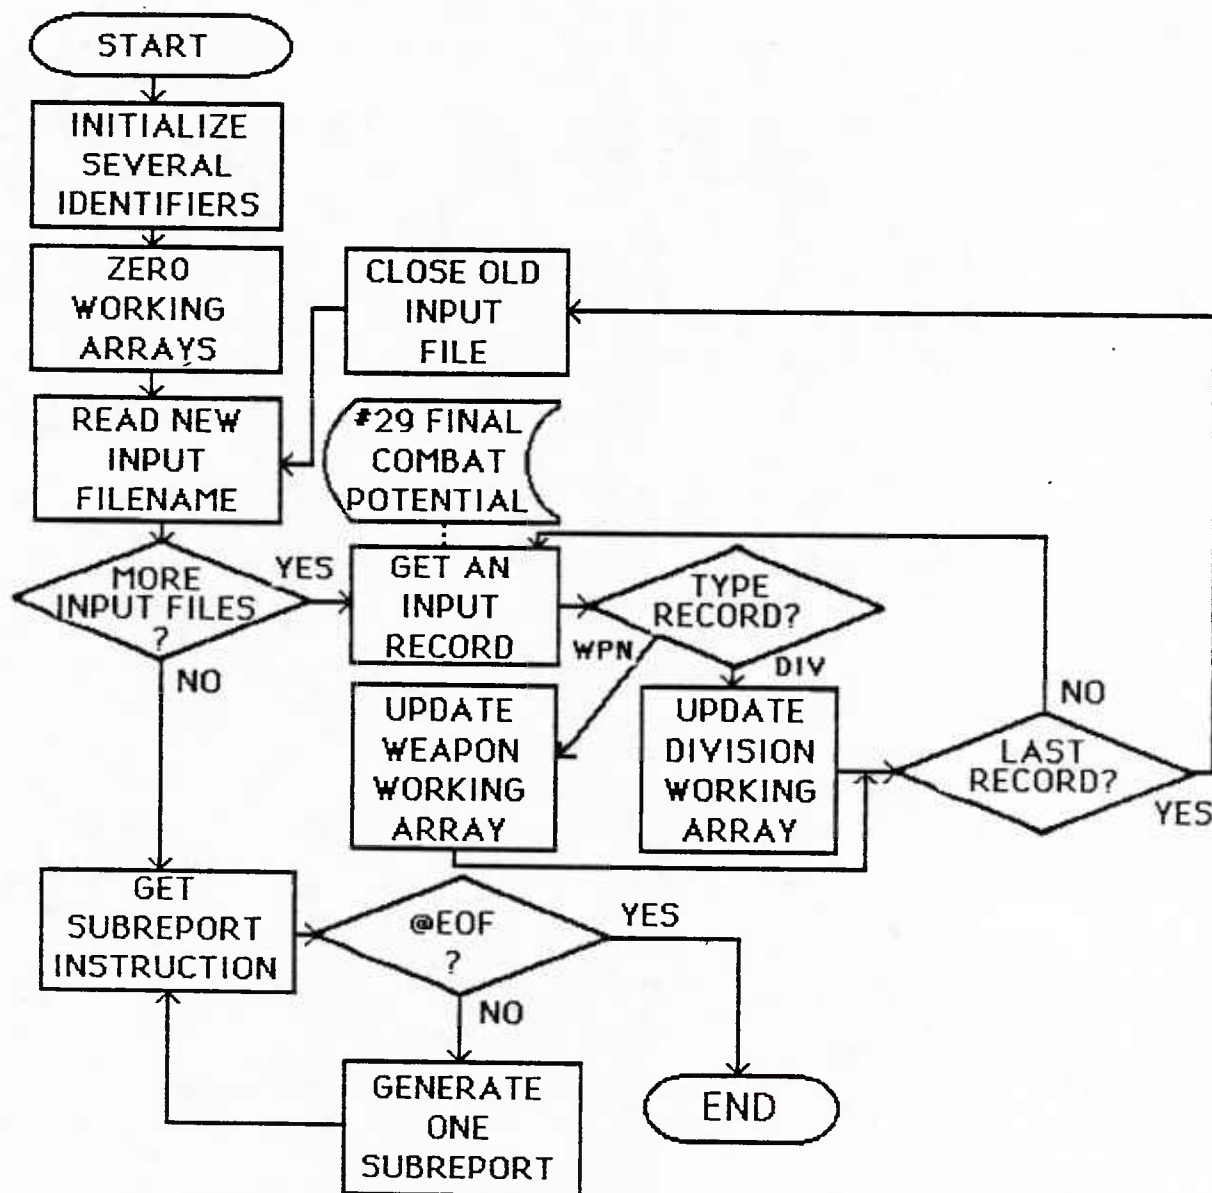 START
INITIALIZE
SEVERAL
IDENTIFIERS
ZERO
WORKING
ARRAYS
CLOSE OLD
INPUT
FILE
READ NEW
INPUT
FILENAME
#29 FINAL
COMBAT
POTENTIAL
MORE
INPUT FILES
?
YES
NO
GET AN
INPUT
RECORD
TYPE
RECORD?
WPN
DIV
UPDATE
WEAPON
WORKING
ARRAY
UPDATE
DIVISION
WORKING
ARRAY
LAST
RECORD?
NO
YES
GET
SUBREPORT
INSTRUCTION
@EOF
?
YES
NO
GENERATE
ONE
SUBREPORT
END